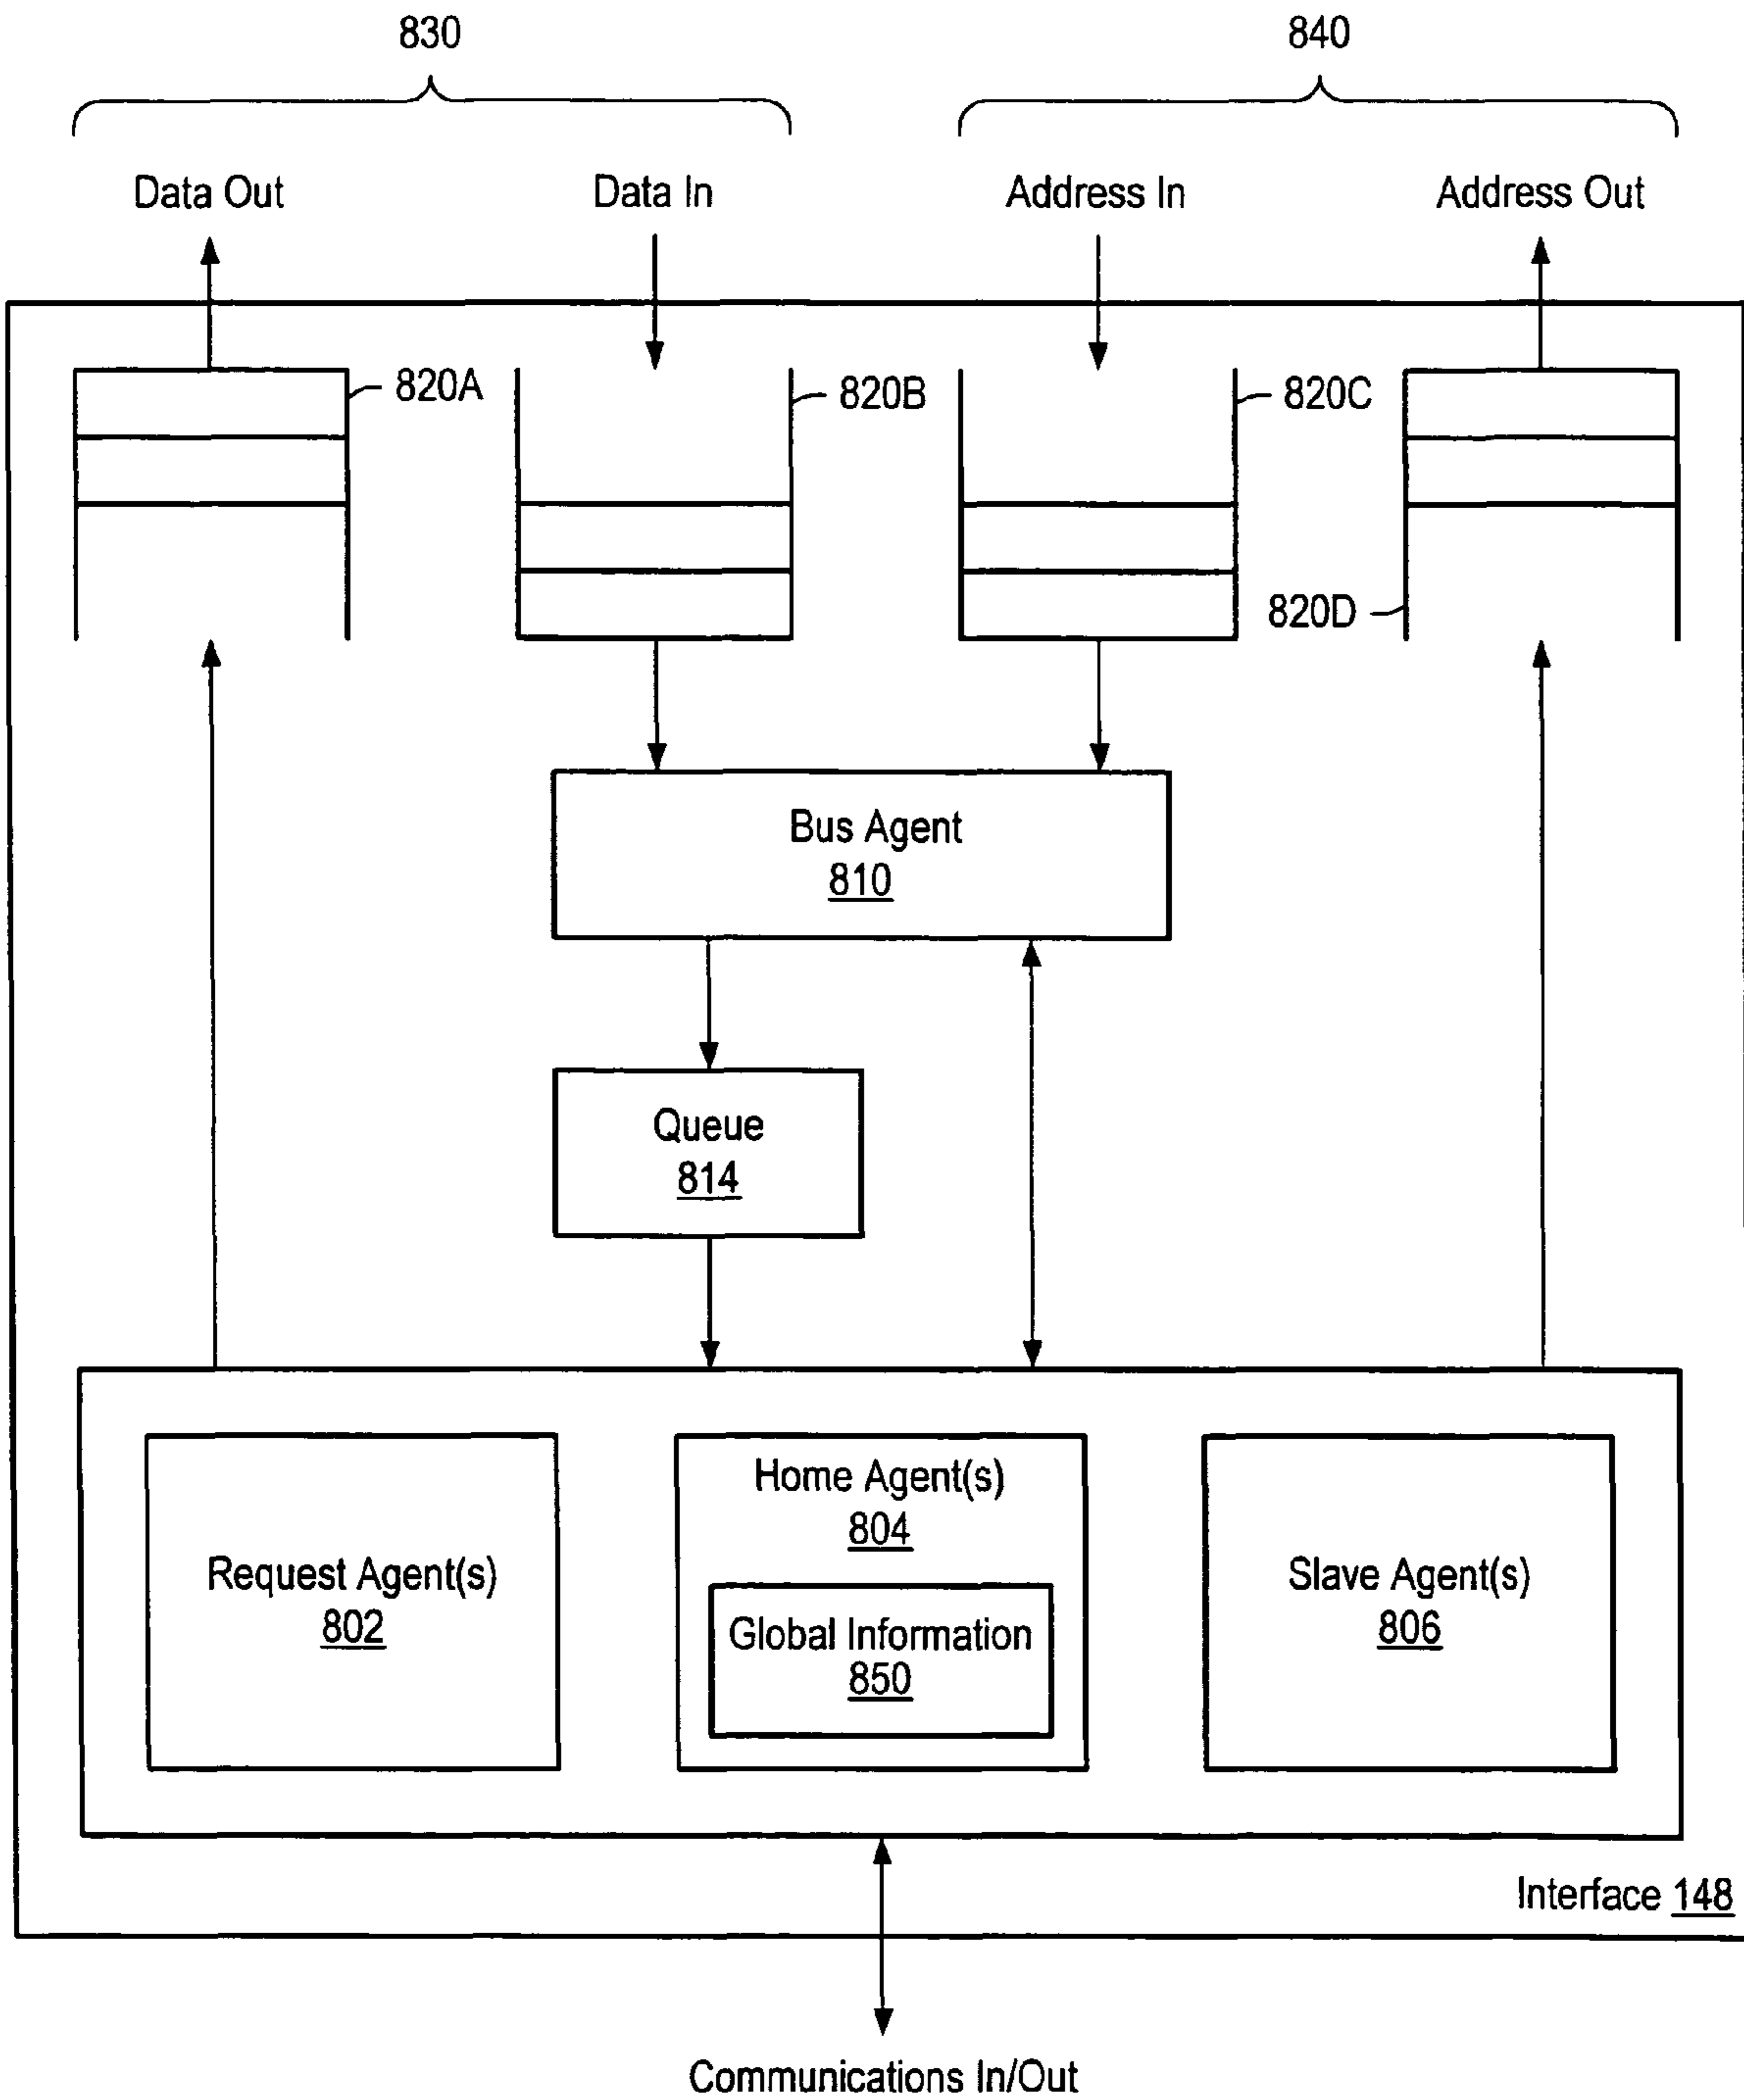 830
840
Data Out
Data In
Address In
Address Out
820A
820B
820C
820D
Bus Agent
810
Queue
814
Home Agent(s)
804
Request Agent(s)
802
Global Information
850
Slave Agent(s)
806
Interface 148
Communications In/Out